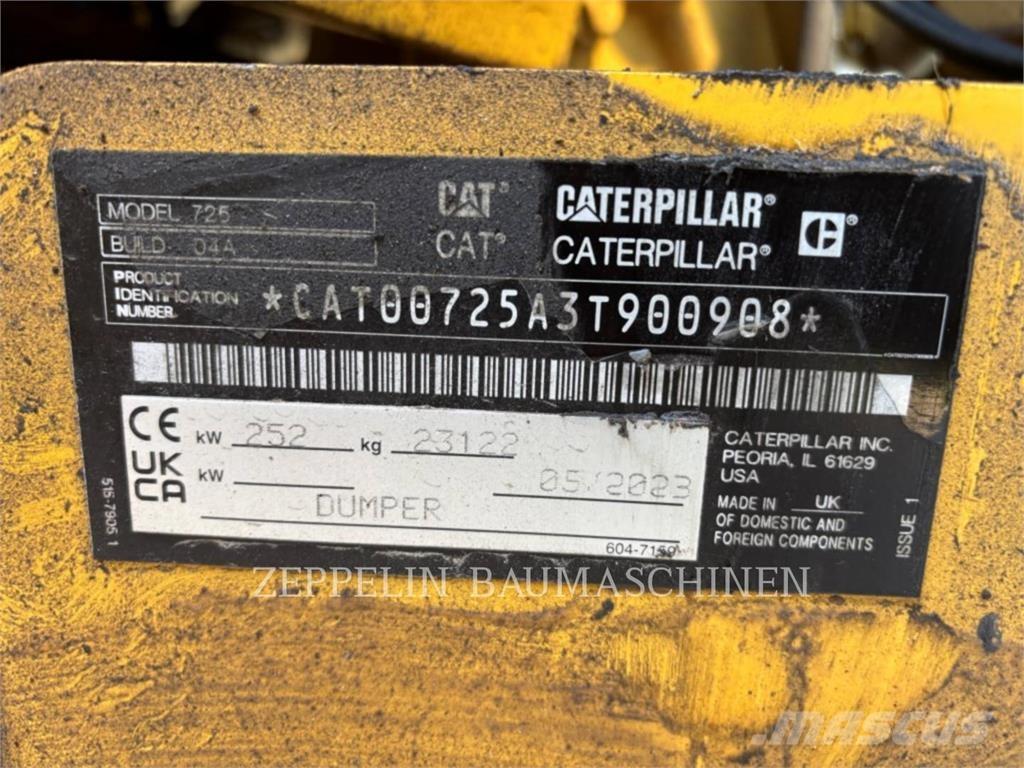 MODEL 725
BUILD 04A
CAT®
CAT®
CATERPILLAR®
CATERPILLAR®
C®
PRODUCT
IDENTIFICATION
NUMBER
*CAT00725A3T900908*
CE
UK
CA
kW 252 kg 23122
kW 05/2023
DUMPER
604-7159
515-7905 1
CATERPILLAR INC.
PEORIA, IL 61629
USA
MADE IN UK
OF DOMESTIC AND
FOREIGN COMPONENTS
ISSUE 1
ZEPPELIN BAUMASCHINEN
mascus